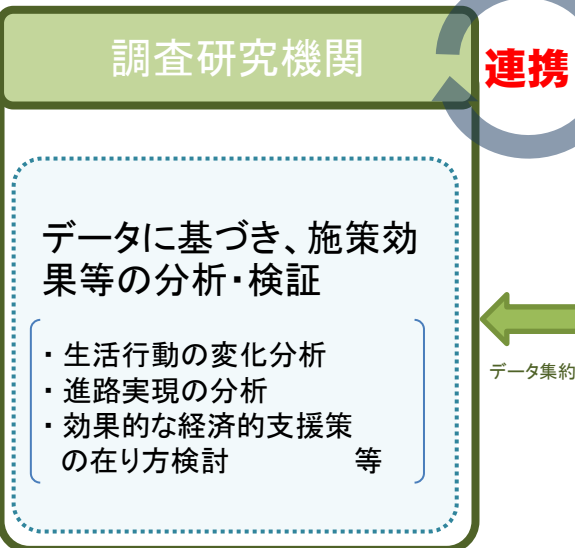 調査研究機関
連携
データに基づき、施策効
果等の分析・検証
・ 生活行動の変化分析
・ 進路実現の分析
・ 効果的な経済的支援策
の在り方検討 等
データ集約